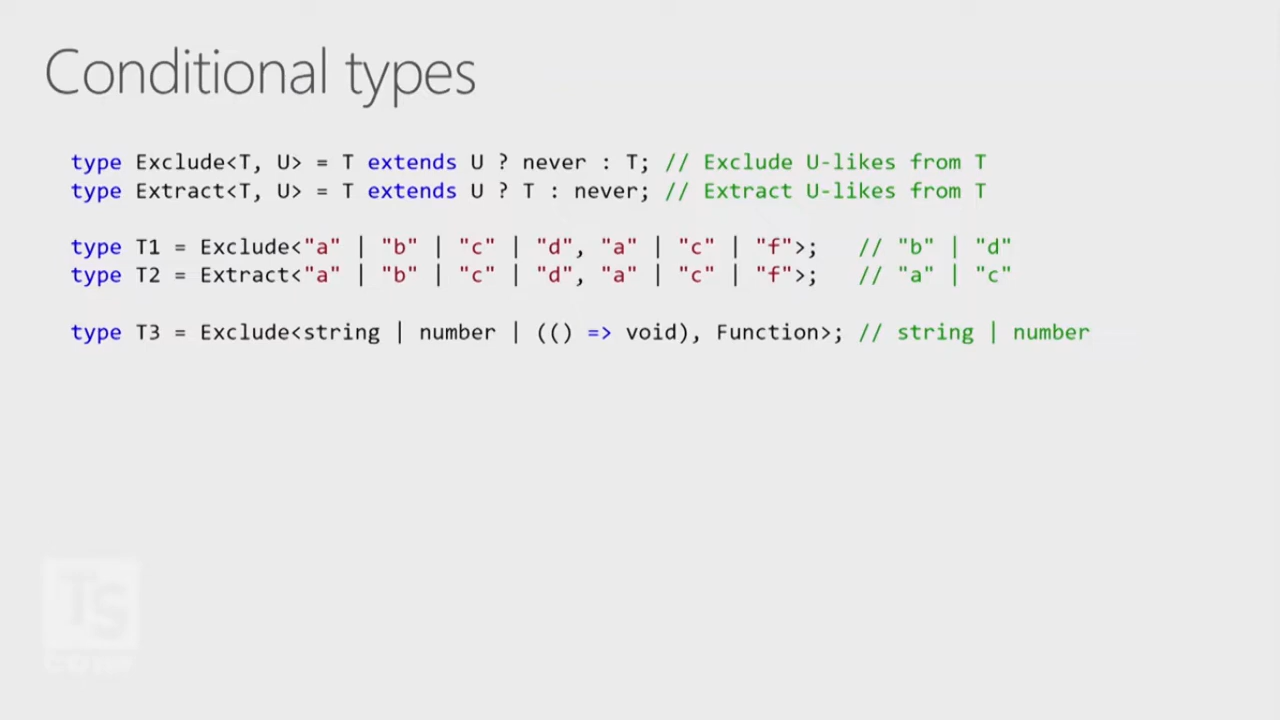 Conditional types
type Exclude<T, U> = T extends U ? never : T; // Exclude U-likes from T
type Extract<T, U> = T extends U ? T : never; // Extract U-likes from T
type T1 = Exclude<"a" | "b" | "c" | "d", "a" | "c" | "f">; // "b" | "d"
type T2 = Extract<"a" | "b" | "c" | "d", "a" | "c" | "f">; // "a" | "c"
type T3 = Exclude<string | number | (() => void), Function>; // string | number
TS